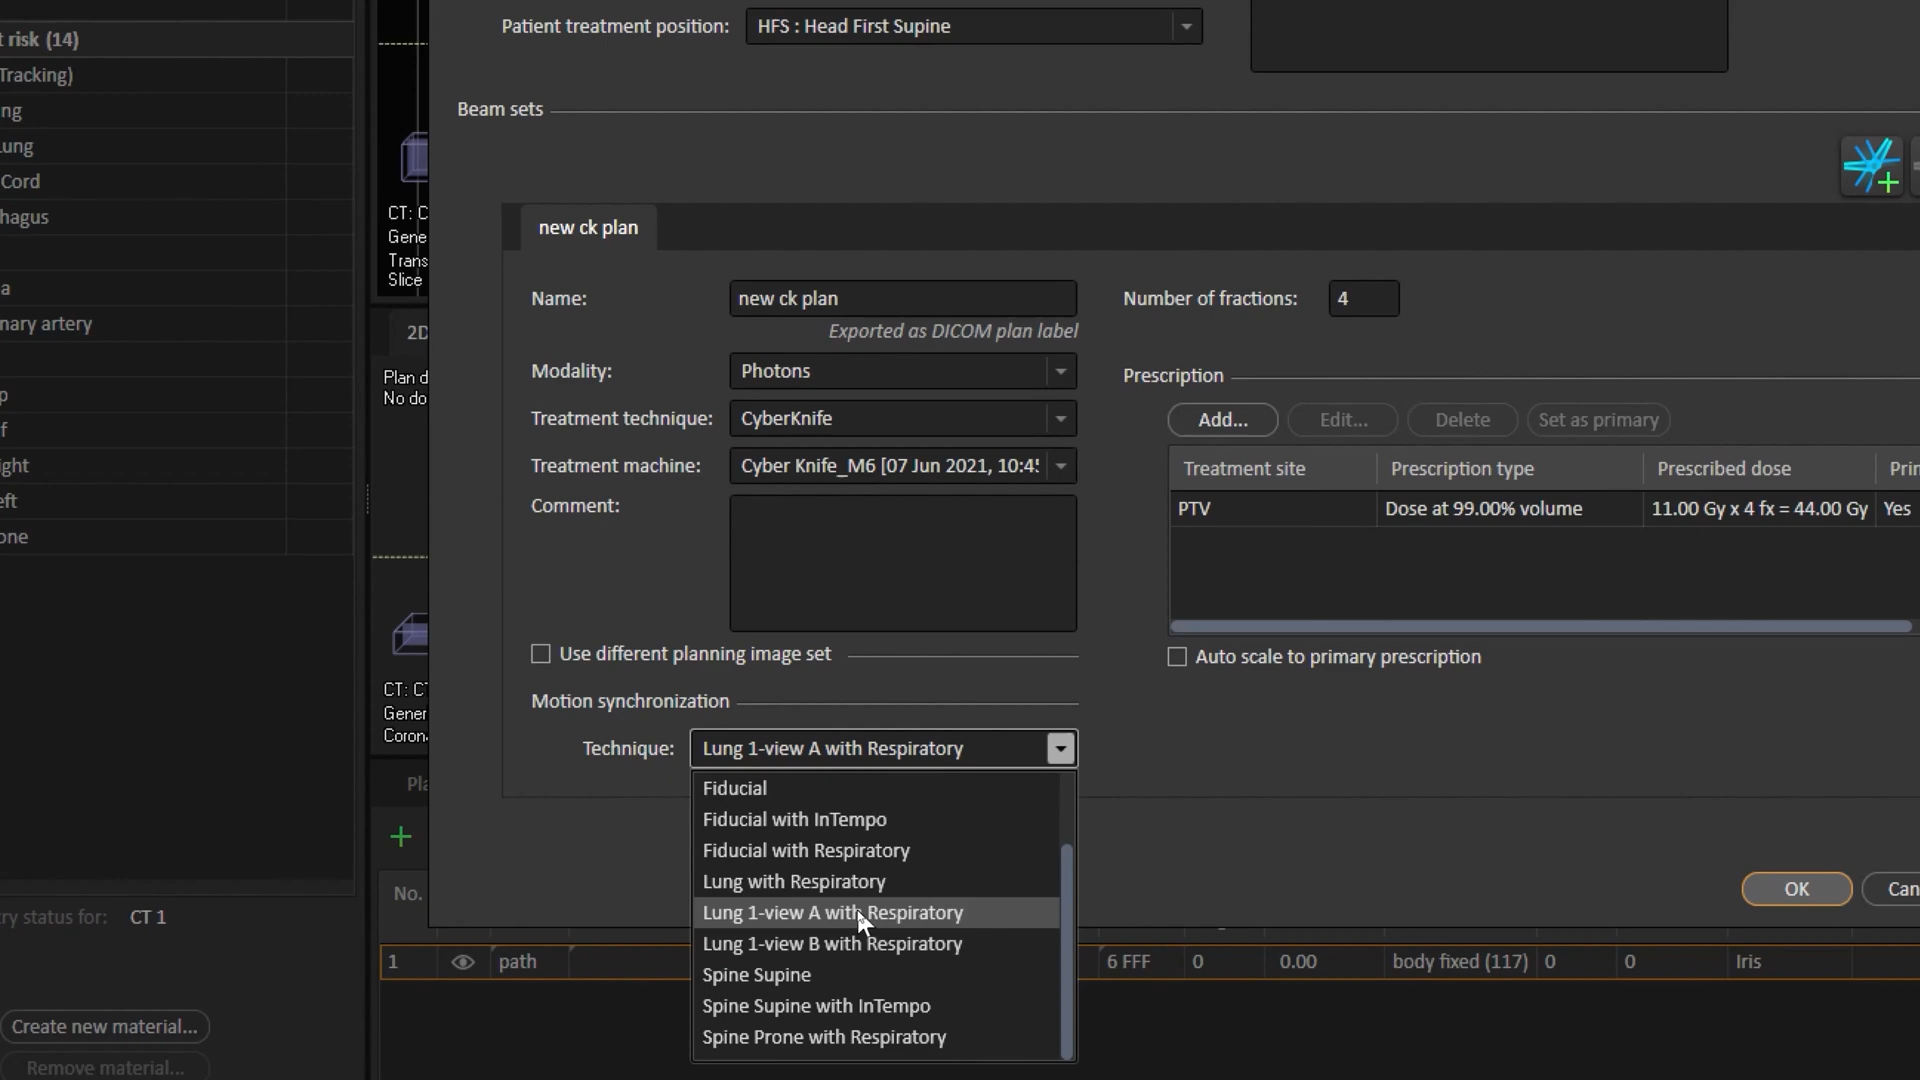 Patient treatment position: HFS : Head First Supine
Beam sets
new ck plan
Name: new ck plan
Exported as DICOM plan label
Modality: Photons
Treatment technique: CyberKnife
Treatment machine: Cyber Knife_M6 [07 Jun 2021, 10:4
Comment:
Use different planning image set
Motion synchronization
Technique: Lung 1-view A with Respiratory
Fiducial
Fiducial with InTempo
Fiducial with Respiratory
Lung with Respiratory
Lung 1-view A with Respiratory
Lung 1-view B with Respiratory
Spine Supine
Spine Supine with InTempo
Spine Prone with Respiratory
Number of fractions: 4
Prescription
Add... Edit... Delete Set as primary
Treatment site Prescription type Prescribed dose Prin
PTV Dose at 99.00% volume 11.00 Gy x 4 fx = 44.00 Gy Yes
Auto scale to primary prescription
OK Can
t risk (14)
Tracking)
ng
Lung
Cord
hagus
a
nary artery
p
f
ight
eft
one
ry status for: CT 1
Create new material...
Remove material...
CT: C
Gene
Trans
Slice
2D
Plan d
No do
CT: CT
Gener
Coron
Pla
No.
1 path 6 FFF 0 0.00 body fixed (117) 0 0 Iris